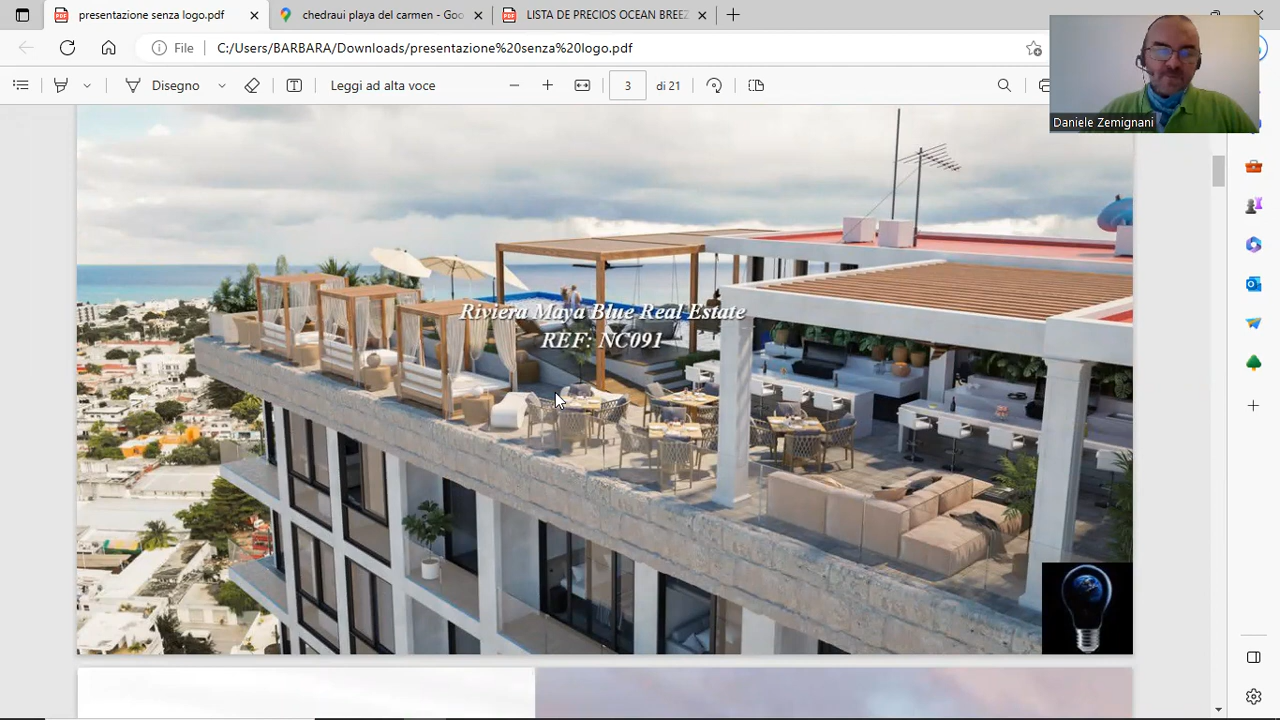 presentazione senza logo.pdf
chedraui playa del carmen - Goo
LISTA DE PRECIOS OCEAN BREEZ
File
C:/Users/BARBARA/Downloads/presentazione%20senza%20logo.pdf
Disegno
Leggi ad alta voce
3
di 21
Daniele Zemignani
Riviera Maya Blue Real Estate
REF: NC091